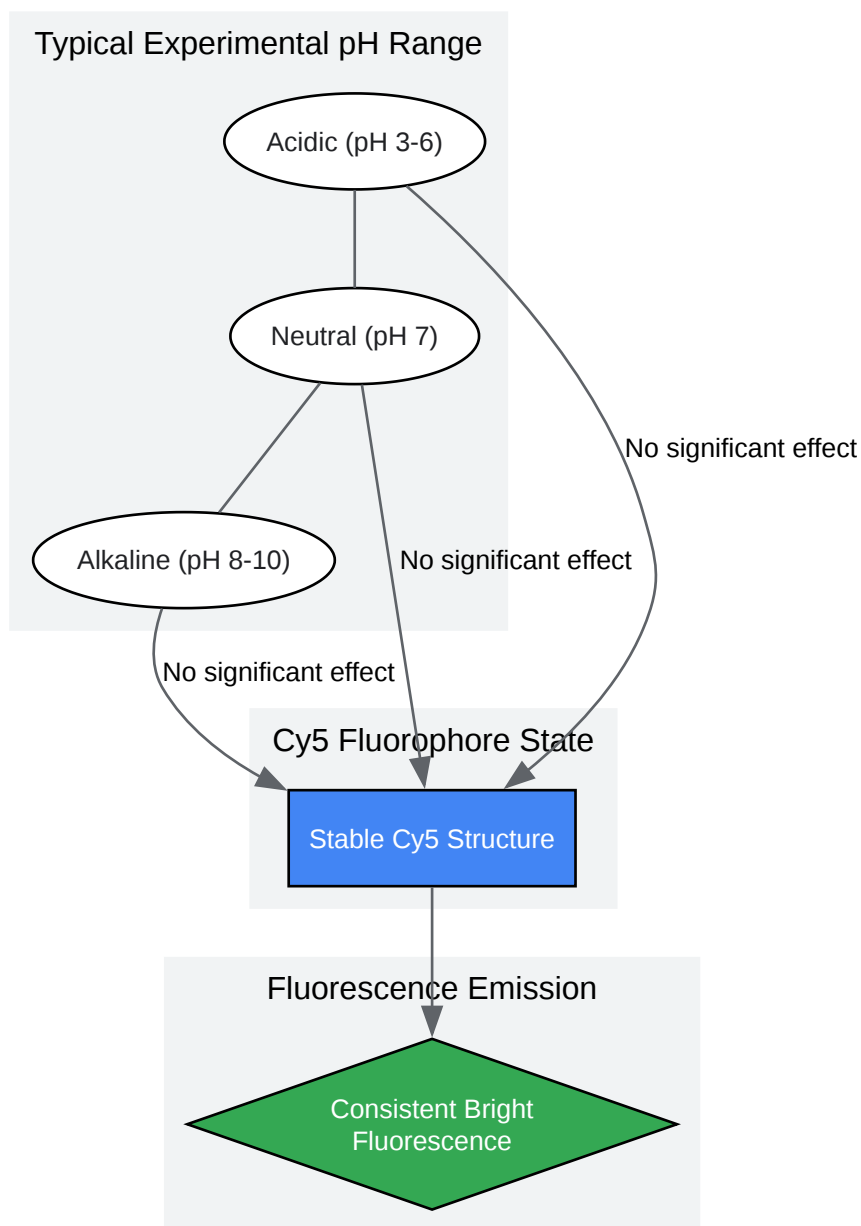 Typical Experimental pH Range
Acidic (pH 3-6)
Neutral (pH 7)
No significant effect
Alkaline (pH 8-10)
No significant effect
No significant effect
Cy5 Fluorophore State
Stable Cy5 Structure
Fluorescence Emission
Consistent Bright
Fluorescence